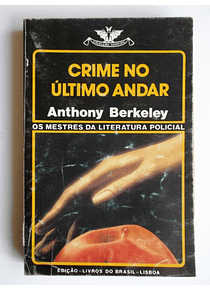 CRIME NO
ÚLTIMO ANDAR
Anthony Berkeley
OS MESTRES DA LITERATURA POLICIAL
EDIÇÃO-LIVROS DO BRASIL-LISBOA